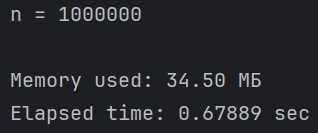 n = 1000000
Memory used: 34.50 МБ
Elapsed time: 0.67889 sec